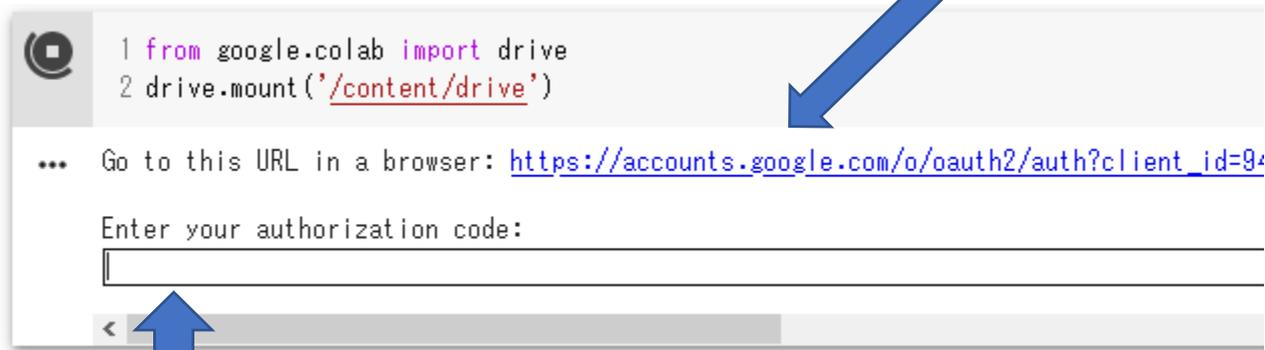 1 from google.colab import drive
2 drive.mount('/content/drive')
Go to this URL in a browser: https://accounts.google.com/o/oauth2/auth?client_id=94
Enter your authorization code: